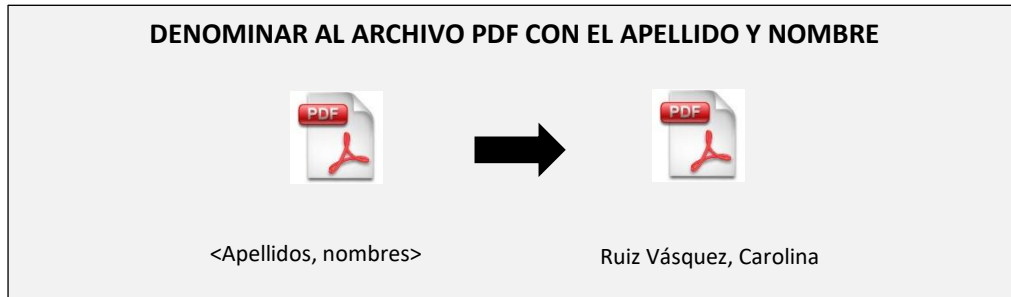 DENOMINAR AL ARCHIVO PDF CON EL APELLIDO Y NOMBRE
PDF
PDF
<Apellidos, nombres>
Ruiz Vásquez, Carolina